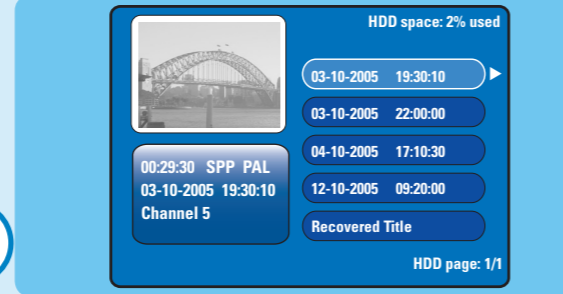 HDD space: 2% used
03-10-2005 19:30:10
03-10-2005 22:00:00
04-10-2005 17:10:30
12-10-2005 09:20:00
Recovered Title
00:29:30 SPP PAL
03-10-2005 19:30:10
Channel 5
HDD page: 1/1